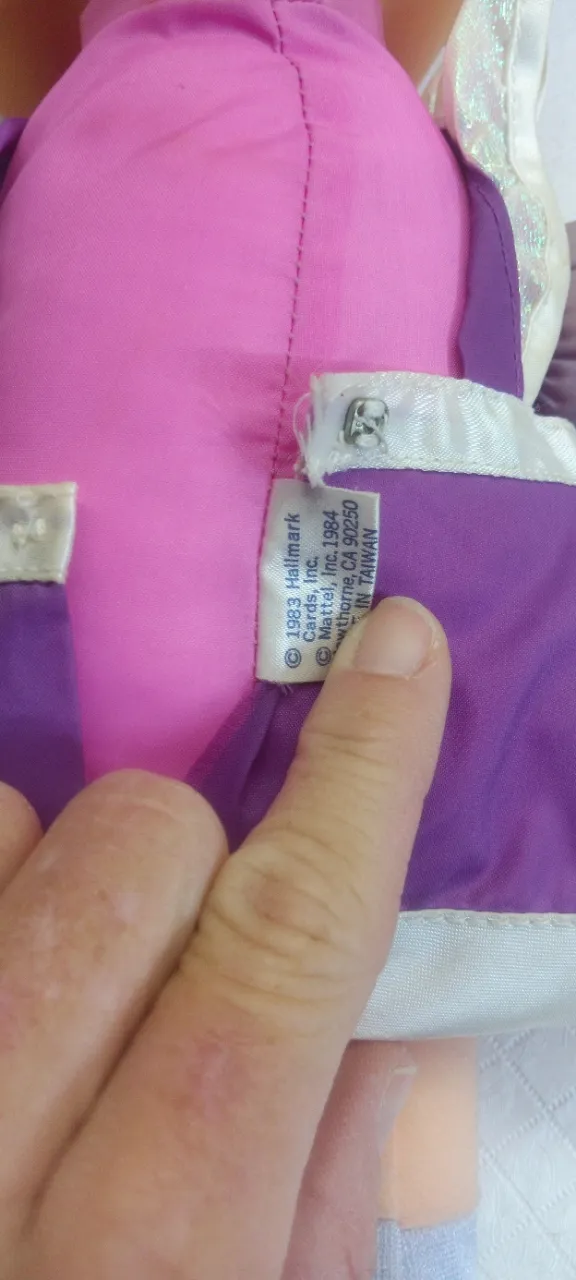 © 1983 Hallmark
Cards, Inc.
© Mattel, Inc. 1984
CA 90250
IN TAIWAN